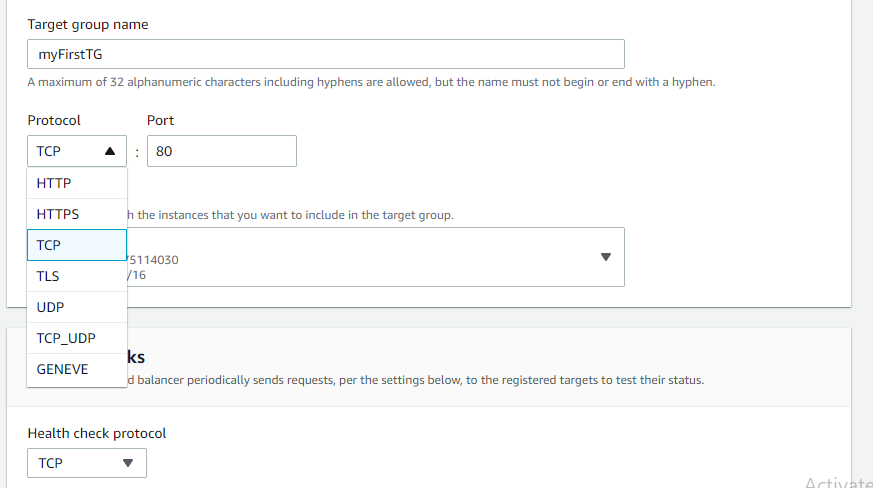 Target group name
myFirstTG
A maximum of 32 alphanumeric characters including hyphens are allowed, but the name must not begin or end with a hyphen.
Protocol Port
TCP : 80
HTTP
HTTPS
the instances that you want to include in the target group.
TCP
5114030
TLS
/16
UDP
TCP_UDP
GENEVE
balancer periodically sends requests, per the settings below, to the registered targets to test their status.
Health check protocol
TCP
Activate